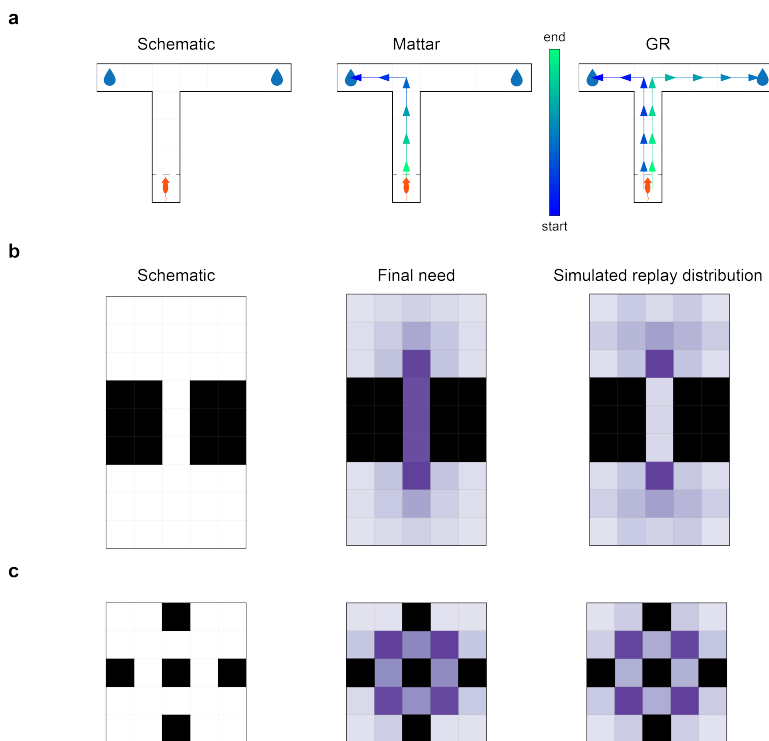 a
Schematic Mattar GR
end
start
b
Schematic Final need Simulated replay distribution
c